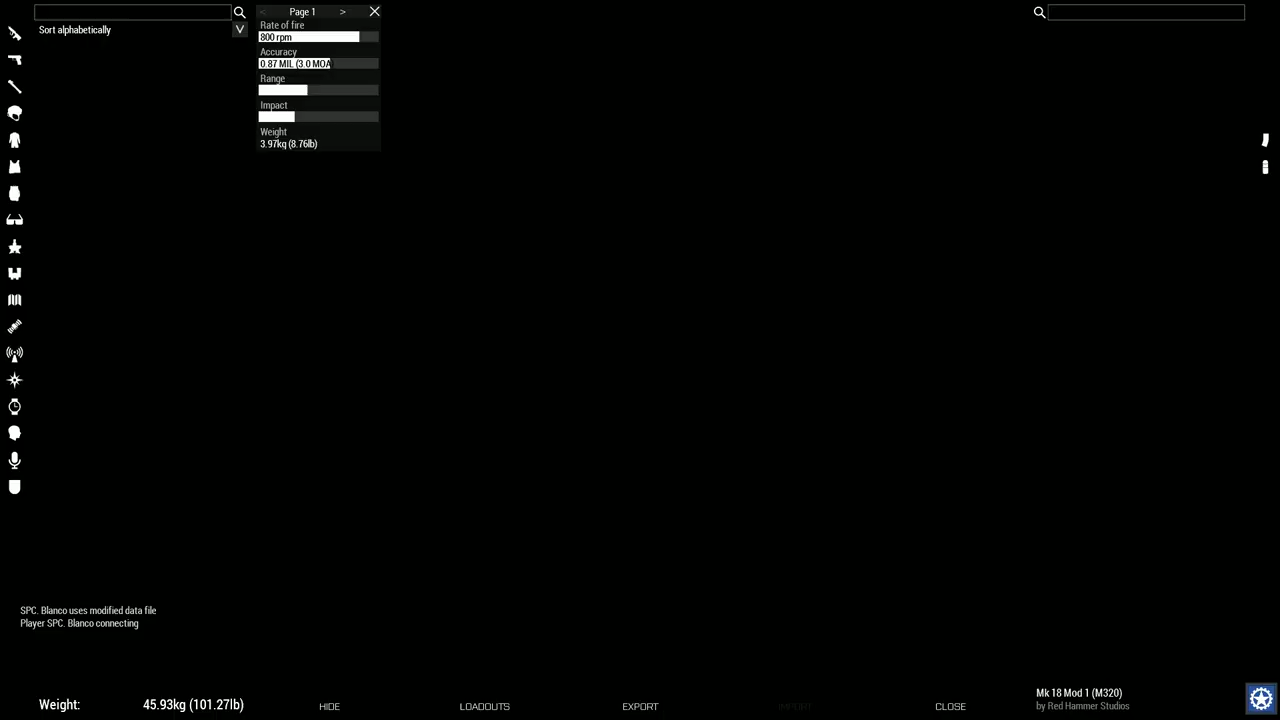 < Page 1 >
Sort alphabetically
Rate of fire
800 rpm
Accuracy
0.87 MIL (3.0 MOA
Range
Impact
Weight
3.97kg (8.76lb)
SPC. Blanco uses modified data file
Player SPC. Blanco connecting
Mk 18 Mod 1 (M320)
by Red Hammer Studios
Weight: 45.93kg (101.27lb) HIDE LOADOUTS EXPORT IMPORT CLOSE